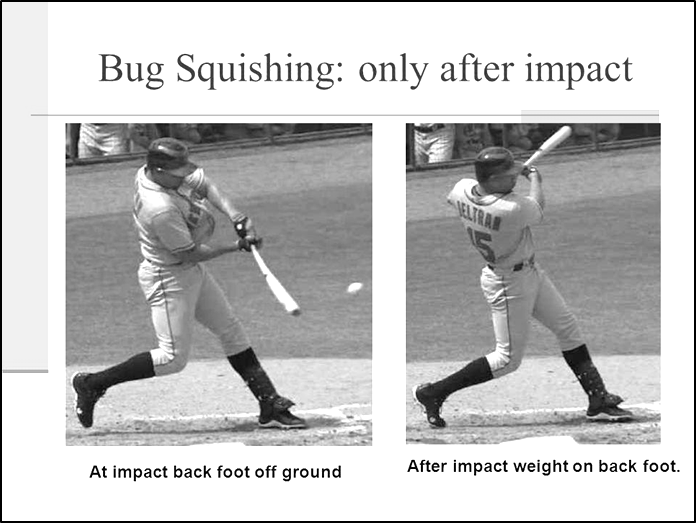 Bug Squishing: only after impact
BELTRAN
15
At impact back foot off ground
After impact weight on back foot.